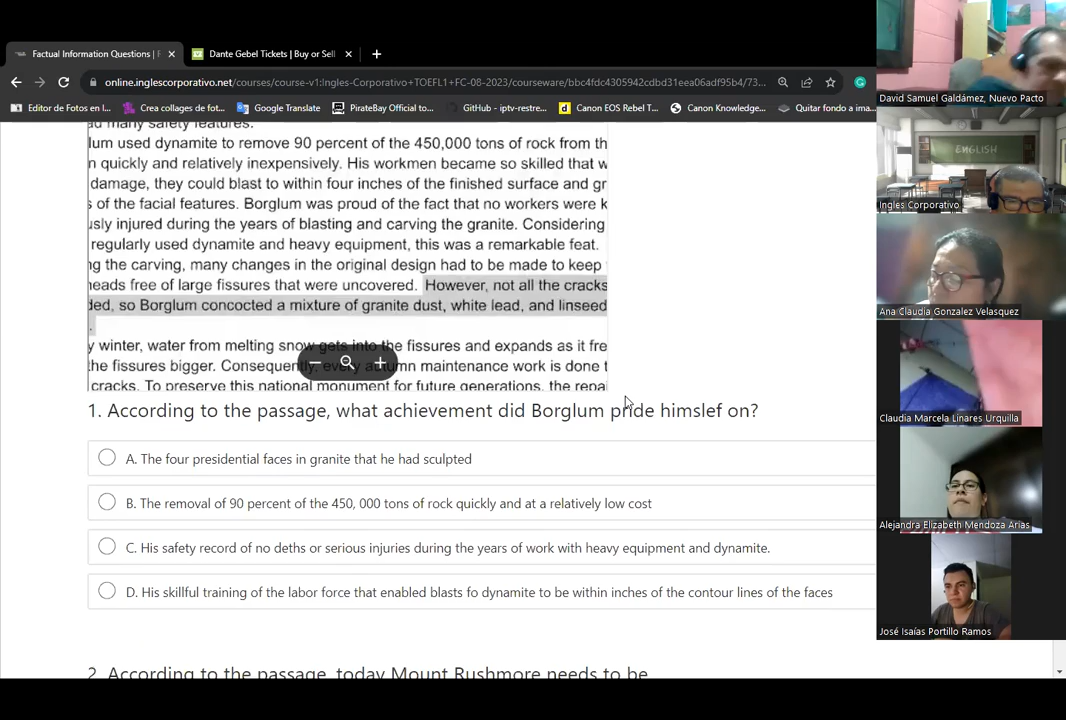 Factual Information Questions | F
Dante Gebel Tickets | Buy or Sell
online.inglescorporativo.net/courses/course-v1:Ingles-Corporativo+TOEFL1+FC-08-2023/courseware/bbc4fdc4305942cdbd31eea06adf95b4/73...
Editor de Fotos en l...
Crea collages de fot...
Google Translate
PirateBay Official to...
GitHub - iptv-restre...
Canon EOS Rebel T...
Canon Knowledge...
Quitar fondo a ima...
ad many safety features.
lum used dynamite to remove 90 percent of the 450,000 tons of rock from th
n quickly and relatively inexpensively. His workmen became so skilled that w
damage, they could blast to within four inches of the finished surface and gr
s of the facial features. Borglum was proud of the fact that no workers were k
usly injured during the years of blasting and carving the granite. Considering
regularly used dynamite and heavy equipment, this was a remarkable feat.
ng the carving, many changes in the original design had to be made to keep
heads free of large fissures that were uncovered. However, not all the cracks
ded, so Borglum concocted a mixture of granite dust, white lead, and linseed
.
y winter, water from melting snow gets into the fissures and expands as it fre
the fissures bigger. Consequently, every autumn maintenance work is done t
cracks. To preserve this national monument for future generations, the repai
1. According to the passage, what achievement did Borglum pride himslef on?
A. The four presidential faces in granite that he had sculpted
B. The removal of 90 percent of the 450, 000 tons of rock quickly and at a relatively low cost
C. His safety record of no deths or serious injuries during the years of work with heavy equipment and dynamite.
D. His skillful training of the labor force that enabled blasts fo dynamite to be within inches of the contour lines of the faces
2. According to the passage, today Mount Rushmore needs to be
David Samuel Galdámez, Nuevo Pacto
ENGLISH
Ingles Corporativo
Ana Claudia Gonzalez Velasquez
Claudia Marcela Linares Urquilla
Alejandra Elizabeth Mendoza Arias
José Isaías Portillo Ramos